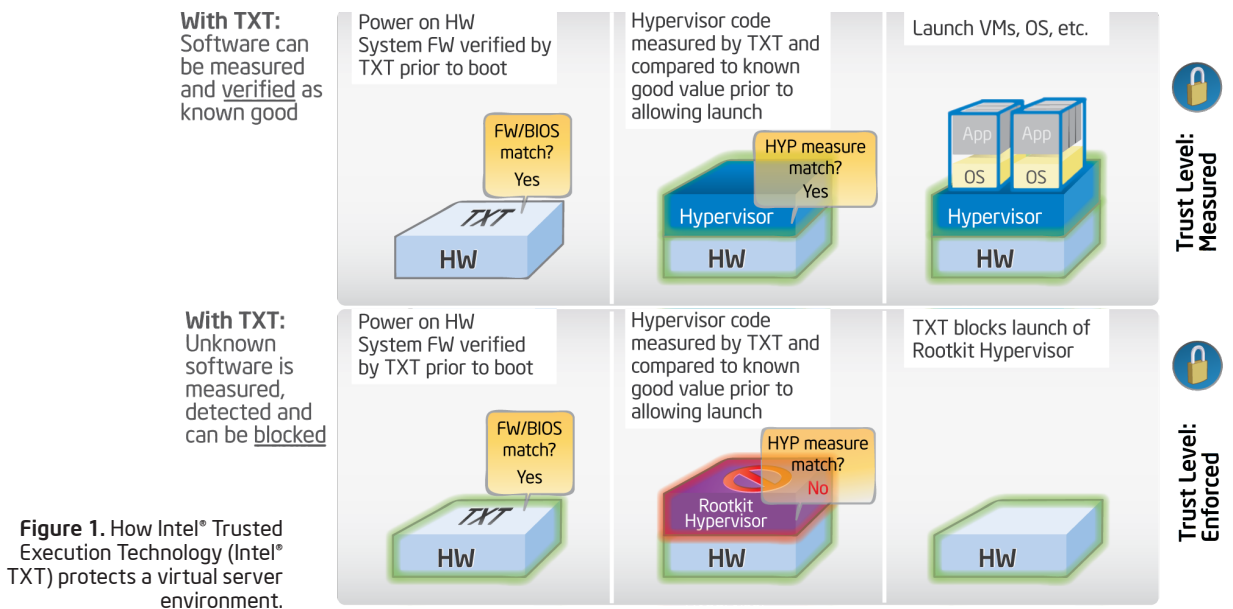 With TXT:
Software can
be measured
and verified as
known good
Power on HW
System FW verified by
TXT prior to boot
FW/BIOS
match?
Yes
TXT
HW
Hypervisor code
measured by TXT and
compared to known
good value prior to
allowing launch
HYP measure
match?
Yes
Hypervisor
HW
Launch VMs, OS, etc.
App App
OS OS
Hypervisor
HW
Trust Level:
Measured
With TXT:
Unknown
software is
measured,
detected and
can be blocked
Power on HW
System FW verified
by TXT prior to boot
FW/BIOS
match?
Yes
TXT
HW
Hypervisor code
measured by TXT and
compared to known
good value prior to
allowing launch
HYP measure
match?
No
Rootkit
Hypervisor
HW
TXT blocks launch of
Rootkit Hypervisor
HW
Trust Level:
Enforced
Figure 1. How Intel® Trusted
Execution Technology (Intel®
TXT) protects a virtual server
environment.